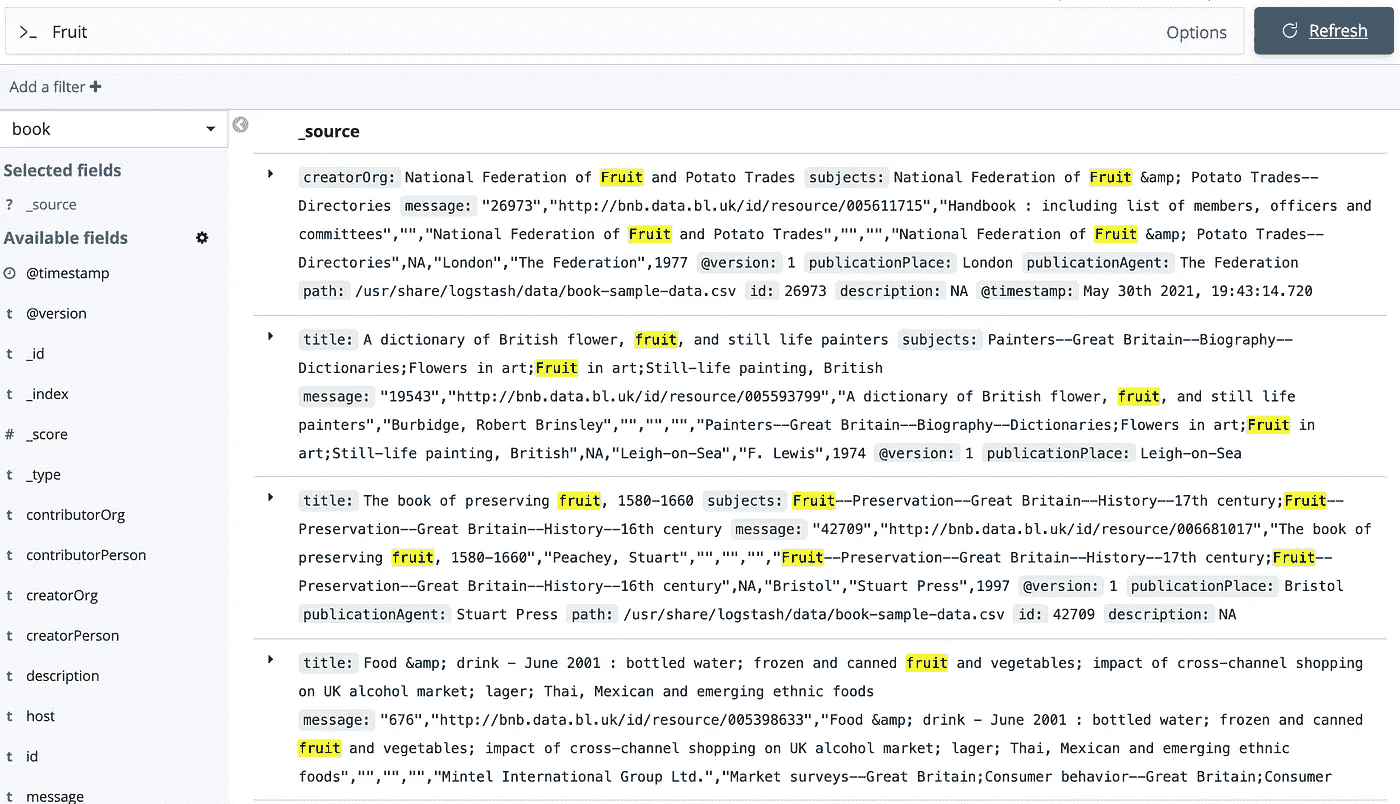 >_ Fruit Options Refresh
Add a filter +
book
Selected fields
? _source
Available fields
@timestamp
t @version
t _id
t _index
# _score
t _type
t contributorOrg
t contributorPerson
t creatorOrg
t creatorPerson
t description
t host
t id
t message
_source
creatorOrg: National Federation of Fruit and Potato Trades subjects: National Federation of Fruit &amp; Potato Trades--
Directories message: "26973","http://bnb.data.bl.uk/id/resource/005611715","Handbook : including list of members, officers and
committees","","National Federation of Fruit and Potato Trades","","","National Federation of Fruit &amp; Potato Trades--
Directories",NA,"London","The Federation",1977 @version: 1 publicationPlace: London publicationAgent: The Federation
path: /usr/share/logstash/data/book-sample-data.csv id: 26973 description: NA @timestamp: May 30th 2021, 19:43:14.720
title: A dictionary of British flower, fruit, and still life painters subjects: Painters--Great Britain--Biography--
Dictionaries;Flowers in art;Fruit in art;Still-life painting, British
message: "19543","http://bnb.data.bl.uk/id/resource/005593799","A dictionary of British flower, fruit, and still life
painters","Burbidge, Robert Brinsley","","","","Painters--Great Britain--Biography--Dictionaries;Flowers in art;Fruit in
art;Still-life painting, British",NA,"Leigh-on-Sea","F. Lewis",1974 @version: 1 publicationPlace: Leigh-on-Sea
title: The book of preserving fruit, 1580-1660 subjects: Fruit--Preservation--Great Britain--History--17th century;Fruit--
Preservation--Great Britain--History--16th century message: "42709","http://bnb.data.bl.uk/id/resource/006681017","The book of
preserving fruit, 1580-1660","Peachey, Stuart","","","","Fruit--Preservation--Great Britain--History--17th century;Fruit--
Preservation--Great Britain--History--16th century",NA,"Bristol","Stuart Press",1997 @version: 1 publicationPlace: Bristol
publicationAgent: Stuart Press path: /usr/share/logstash/data/book-sample-data.csv id: 42709 description: NA
title: Food &amp; drink - June 2001 : bottled water; frozen and canned fruit and vegetables; impact of cross-channel shopping
on UK alcohol market; lager; Thai, Mexican and emerging ethnic foods
message: "676","http://bnb.data.bl.uk/id/resource/005398633","Food &amp; drink - June 2001 : bottled water; frozen and canned
fruit and vegetables; impact of cross-channel shopping on UK alcohol market; lager; Thai, Mexican and emerging ethnic
foods","","","","Mintel International Group Ltd.","Market surveys--Great Britain;Consumer behavior--Great Britain;Consumer